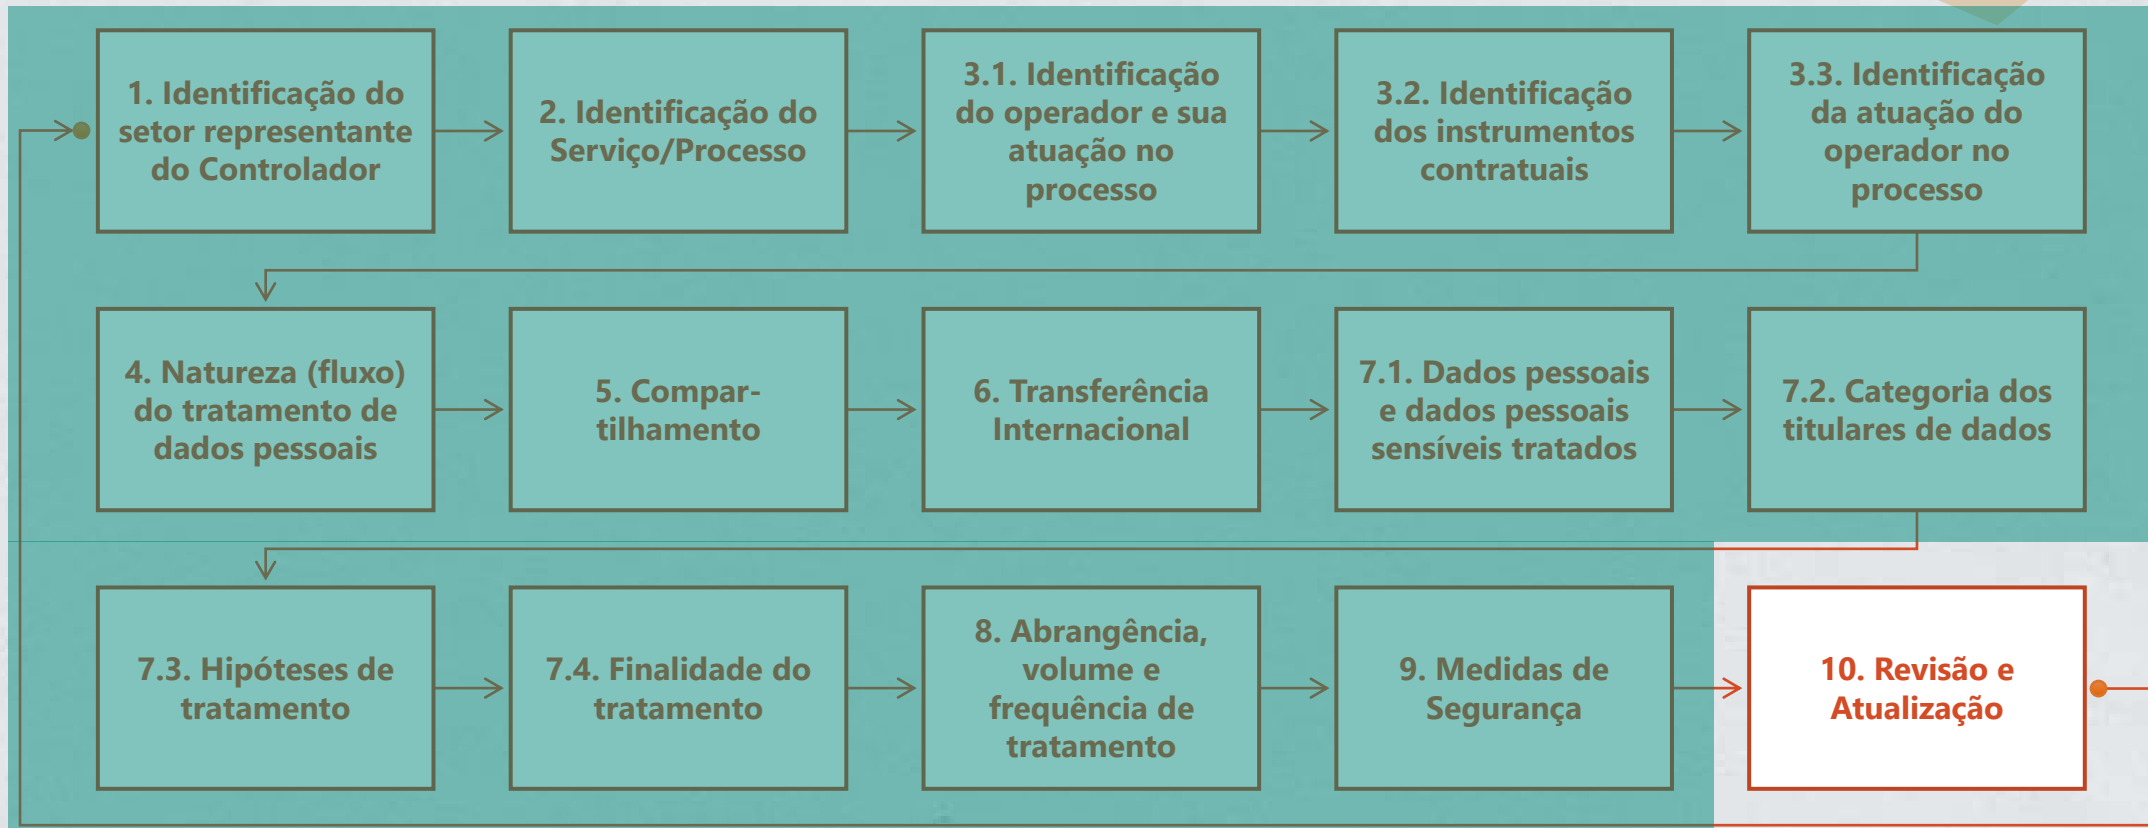 1. Identificação do
setor representante
do Controlador
2. Identificação do
Serviço/Processo
3.1. Identificação
do operador e sua
atuação no
processo
3.2. Identificação
dos instrumentos
contratuais
3.3. Identificação
da atuação do
operador no
processo
4. Natureza (fluxo)
do tratamento de
dados pessoais
5. Compar-
tilhamento
6. Transferência
Internacional
7.1. Dados pessoais
e dados pessoais
sensíveis tratados
7.2. Categoria dos
titulares de dados
7.3. Hipóteses de
tratamento
7.4. Finalidade do
tratamento
8. Abrangência,
volume e
frequência de
tratamento
9. Medidas de
Segurança
10. Revisão e
Atualização